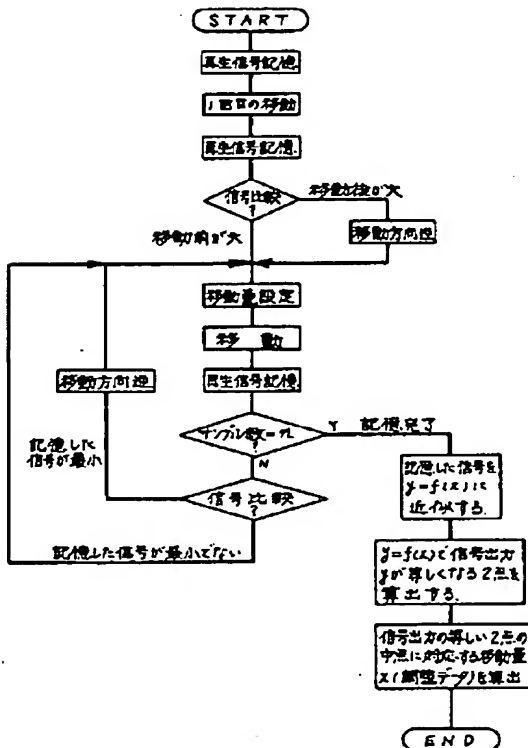 START
再生信号記憶
1回目の移動
再生信号記憶
信号比較
?
移動後が大
移動前が大
移動方向逆
移動量設定
移動
再生信号記憶
移動方向逆
記憶した
信号が最小
サンプル数=n
?
Y
記憶完了
N
信号比較
?
記憶した信号が最小でない
記憶した信号を
y=f(x)に
近似する.
y=f(x)で信号出力
yが等しくなる2点を
算出する.
信号出力の等しい2点の
中点に対応する移動量
x(調整データ)を算出
END